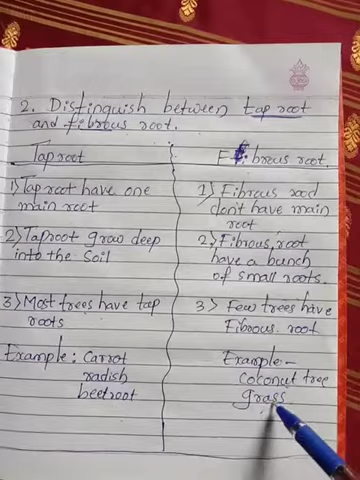 2. Distinguish between tap root
and fibrous root.
Taproot
1) Tap root have one
main root
2) Taproot grow deep
into the soil
3) Most trees have tap
roots
Example: Carrot
radish
beetroot
Fibrous root.
1) Fibrous rood
don't have main
root
2) Fibrous root
have a bunch
of small roots.
3) Few trees have
Fibrous root
Example-
Coconut tree
grass